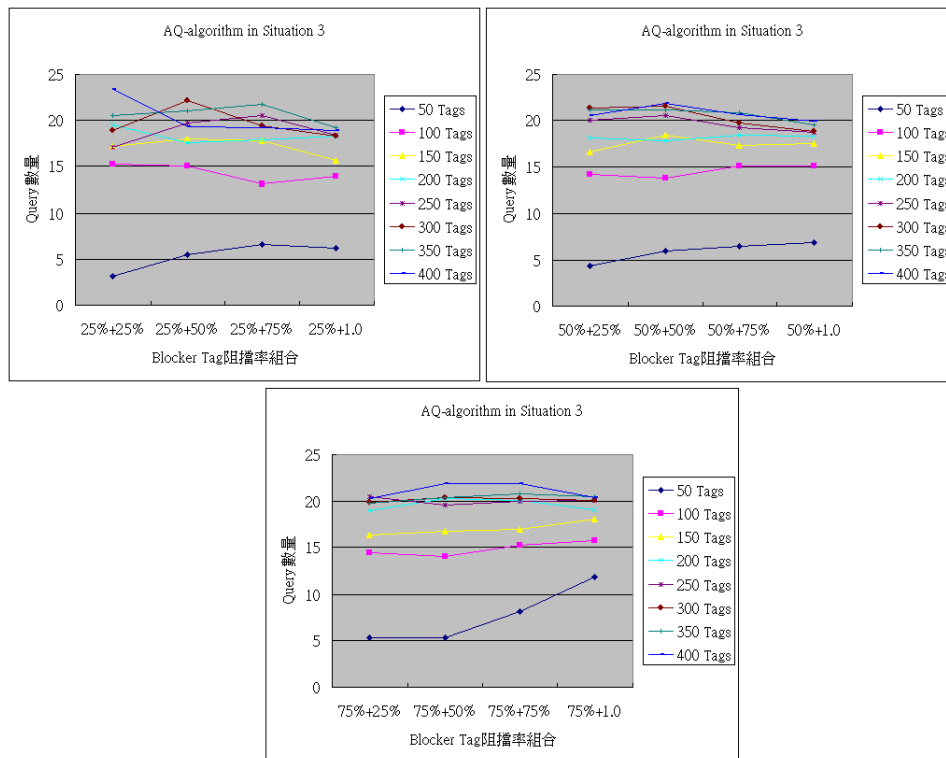 AQ-algorithm in Situation 3
Query 數量
25
20
15
10
5
0
25%+25% 25%+50% 25%+75% 25%+1.0
Blocker Tag阻擋率組合
50 Tags
100 Tags
150 Tags
200 Tags
250 Tags
300 Tags
350 Tags
400 Tags
AQ-algorithm in Situation 3
Query 數量
25
20
15
10
5
0
50%+25% 50%+50% 50%+75% 50%+1.0
Blocker Tag阻擋率組合
50 Tags
100 Tags
150 Tags
200 Tags
250 Tags
300 Tags
350 Tags
400 Tags
AQ-algorithm in Situation 3
Query 數量
25
20
15
10
5
0
75%+25% 75%+50% 75%+75% 75%+1.0
Blocker Tag阻擋率組合
50 Tags
100 Tags
150 Tags
200 Tags
250 Tags
300 Tags
350 Tags
400 Tags